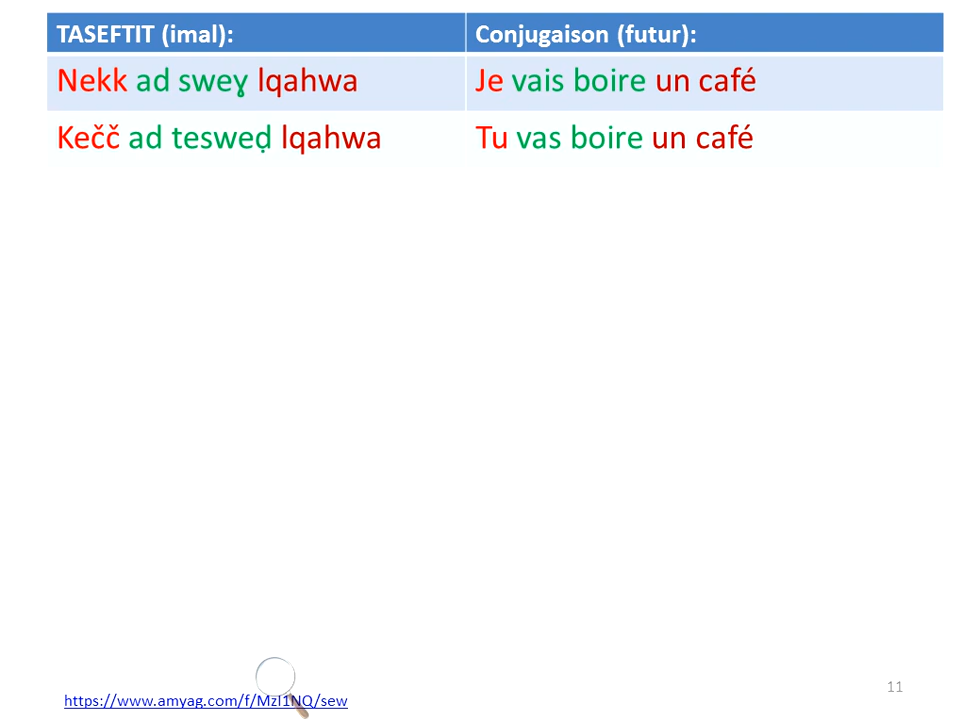 TASEFTIT (imal): Conjugaison (futur):
Nekk ad sweɣ lqahwa Je vais boire un café
Kečč ad tesweḍ lqahwa Tu vas boire un café
11
https://www.amyag.com/f/MzI1NQ/sew